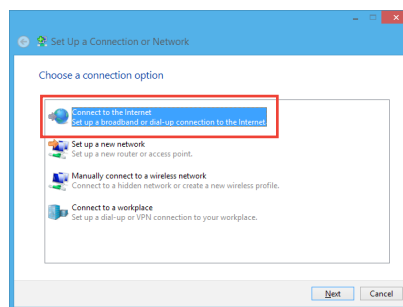 Set Up a Connection or Network
Choose a connection option
Connect to the Internet
Set up a broadband or dial-up connection to the Internet.
Set up a new network
Set up a new router or access point.
Manually connect to a wireless network
Connect to a hidden network or create a new wireless profile.
Connect to a workplace
Set up a dial-up or VPN connection to your workplace.
Next Cancel